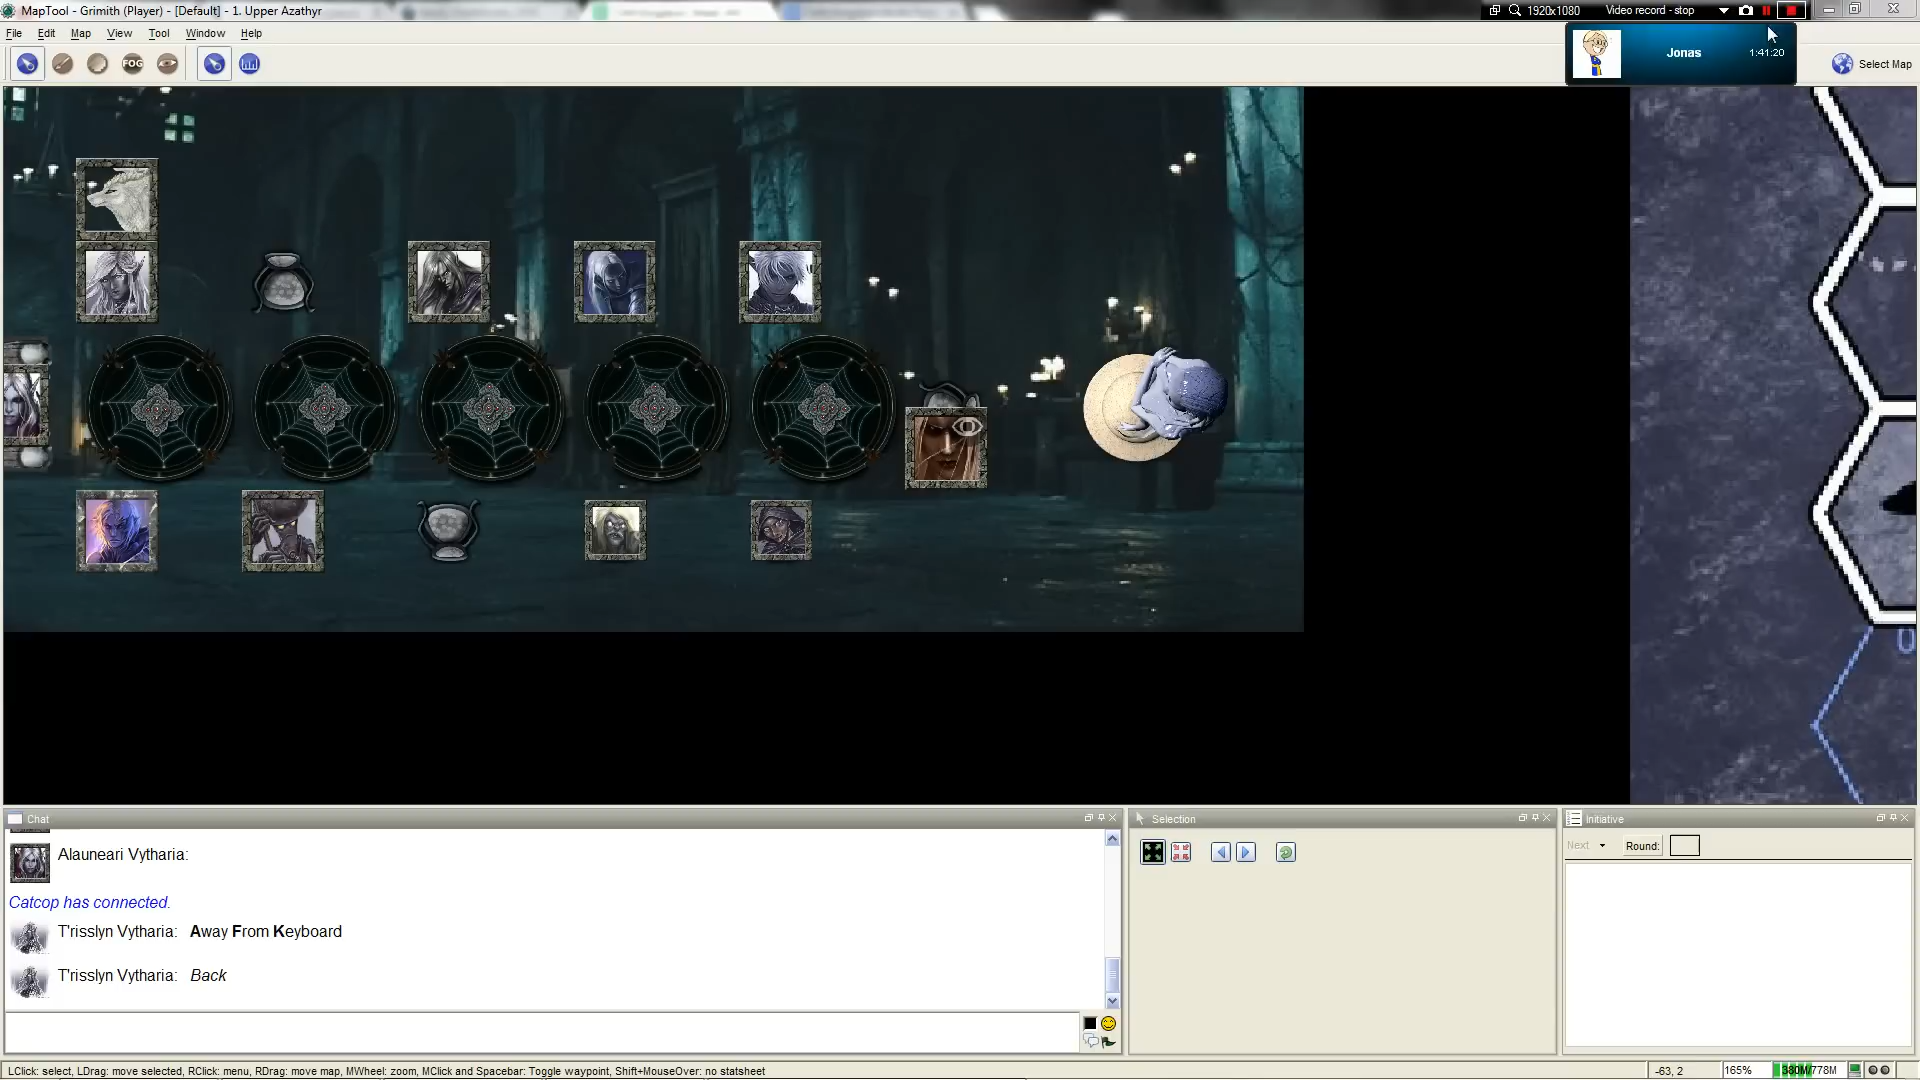 MapTool - Grimith (Player) - [Default] - 1. Upper Azathyr
1920x1080
Video record - stop
File Edit Map View Tool Window Help
Jonas
1:41:20
FOG
Select Map
Chat
Alauneari Vytharia:
Catcop has connected.
T'risslyn Vytharia: Away From Keyboard
T'risslyn Vytharia: Back
Selection
Initiative
Next
Round:
LClick: select, LDrag: move selected, RClick: menu, RDrag: move map, MWheel: zoom, MClick and Spacebar: Toggle waypoint, Shift+MouseOver: no statsheet
-63, 2
165%
380M/778M